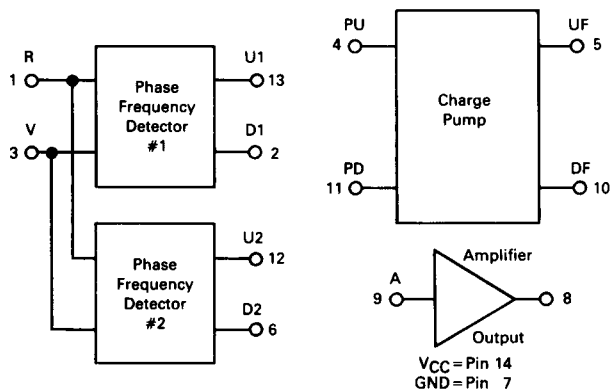 R
1
V
3
Phase
Frequency
Detector
#1
U1
13
D1
2
Phase
Frequency
Detector
#2
U2
12
D2
6
PU
4
PD
11
Charge
Pump
UF
5
DF
10
A
9
Amplifier
Output
8
VCC = Pin 14
GND = Pin 7